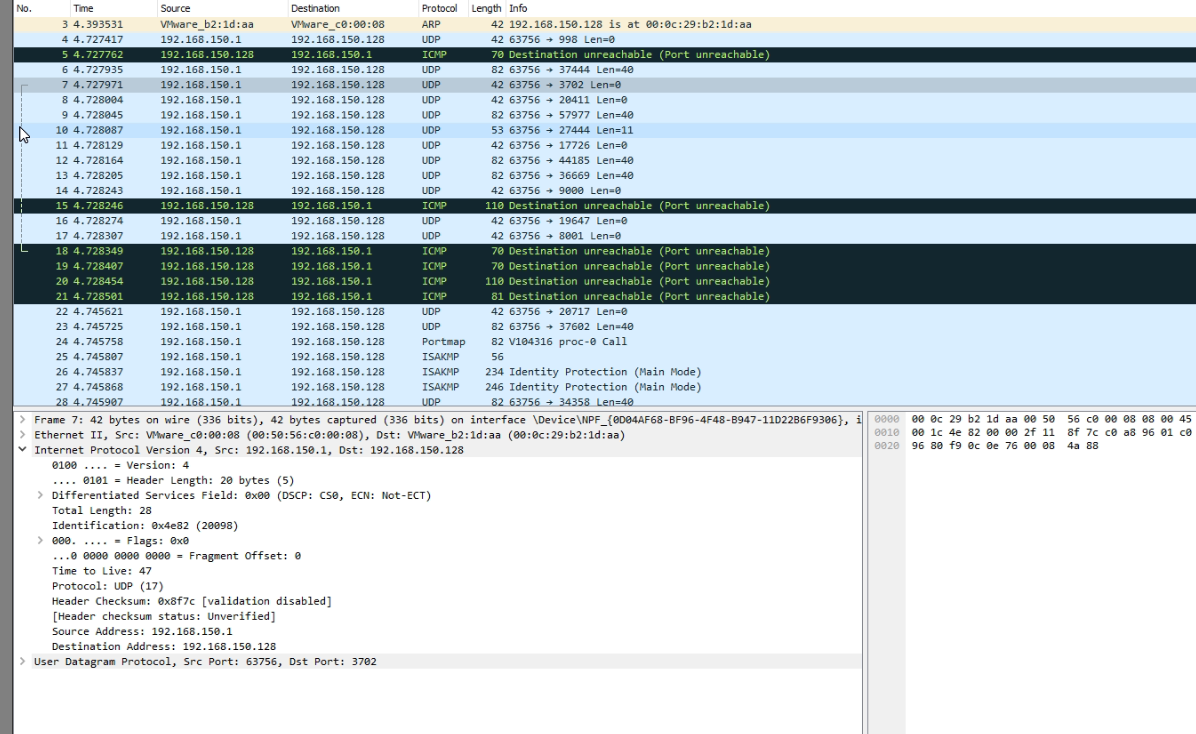 No. Time Source Destination Protocol Length Info
3 4.393531 VMware_b2:1d:aa VMware_c0:00:08 ARP 42 192.168.150.128 is at 00:0c:29:b2:1d:aa
4 4.727417 192.168.150.1 192.168.150.128 UDP 42 63756 → 998 Len=0
5 4.727762 192.168.150.128 192.168.150.1 ICMP 70 Destination unreachable (Port unreachable)
6 4.727935 192.168.150.1 192.168.150.128 UDP 82 63756 → 37444 Len=40
7 4.727971 192.168.150.1 192.168.150.128 UDP 42 63756 → 3702 Len=0
8 4.728004 192.168.150.1 192.168.150.128 UDP 42 63756 → 20411 Len=0
9 4.728045 192.168.150.1 192.168.150.128 UDP 82 63756 → 57977 Len=40
10 4.728087 192.168.150.1 192.168.150.128 UDP 53 63756 → 27444 Len=11
11 4.728129 192.168.150.1 192.168.150.128 UDP 42 63756 → 17726 Len=0
12 4.728164 192.168.150.1 192.168.150.128 UDP 82 63756 → 44185 Len=40
13 4.728205 192.168.150.1 192.168.150.128 UDP 82 63756 → 36669 Len=40
14 4.728243 192.168.150.1 192.168.150.128 UDP 42 63756 → 9000 Len=0
15 4.728246 192.168.150.128 192.168.150.1 ICMP 110 Destination unreachable (Port unreachable)
16 4.728274 192.168.150.1 192.168.150.128 UDP 42 63756 → 19647 Len=0
17 4.728307 192.168.150.1 192.168.150.128 UDP 42 63756 → 8001 Len=0
18 4.728349 192.168.150.128 192.168.150.1 ICMP 70 Destination unreachable (Port unreachable)
19 4.728407 192.168.150.128 192.168.150.1 ICMP 70 Destination unreachable (Port unreachable)
20 4.728454 192.168.150.128 192.168.150.1 ICMP 110 Destination unreachable (Port unreachable)
21 4.728501 192.168.150.128 192.168.150.1 ICMP 81 Destination unreachable (Port unreachable)
22 4.745621 192.168.150.1 192.168.150.128 UDP 42 63756 → 20717 Len=0
23 4.745725 192.168.150.1 192.168.150.128 UDP 82 63756 → 37602 Len=40
24 4.745758 192.168.150.1 192.168.150.128 Portmap 82 V104316 proc-0 Call
25 4.745807 192.168.150.1 192.168.150.128 ISAKMP 56
26 4.745837 192.168.150.1 192.168.150.128 ISAKMP 234 Identity Protection (Main Mode)
27 4.745868 192.168.150.1 192.168.150.128 ISAKMP 246 Identity Protection (Main Mode)
28 4.745907 192.168.150.1 192.168.150.128 UDP 82 63756 → 34358 Len=40
Frame 7: 42 bytes on wire (336 bits), 42 bytes captured (336 bits) on interface \Device\NPF_{0D04AF68-BF96-4F48-B947-11D22B6F9306}, i
Ethernet II, Src: VMware_c0:00:08 (00:50:56:c0:00:08), Dst: VMware_b2:1d:aa (00:0c:29:b2:1d:aa)
Internet Protocol Version 4, Src: 192.168.150.1, Dst: 192.168.150.128
0100 .... = Version: 4
.... 0101 = Header Length: 20 bytes (5)
Differentiated Services Field: 0x00 (DSCP: CS0, ECN: Not-ECT)
Total Length: 28
Identification: 0x4e82 (20098)
000. .... = Flags: 0x0
...0 0000 0000 0000 = Fragment Offset: 0
Time to Live: 47
Protocol: UDP (17)
Header Checksum: 0x8f7c [validation disabled]
[Header checksum status: Unverified]
Source Address: 192.168.150.1
Destination Address: 192.168.150.128
User Datagram Protocol, Src Port: 63756, Dst Port: 3702
0000 00 0c 29 b2 1d aa 00 50 56 c0 00 08 08 00 45
0010 00 1c 4e 82 00 00 2f 11 8f 7c c0 a8 96 01 c0
0020 96 80 f9 0c 0e 76 00 08 4a 88